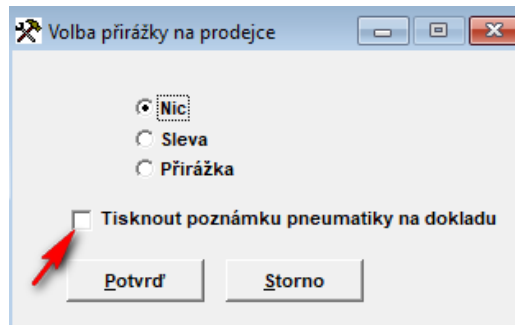 Volba přirážky na prodejce
Nic
Sleva
Přirážka
Tisknout poznámku pneumatiky na dokladu
Potvrď
Storno